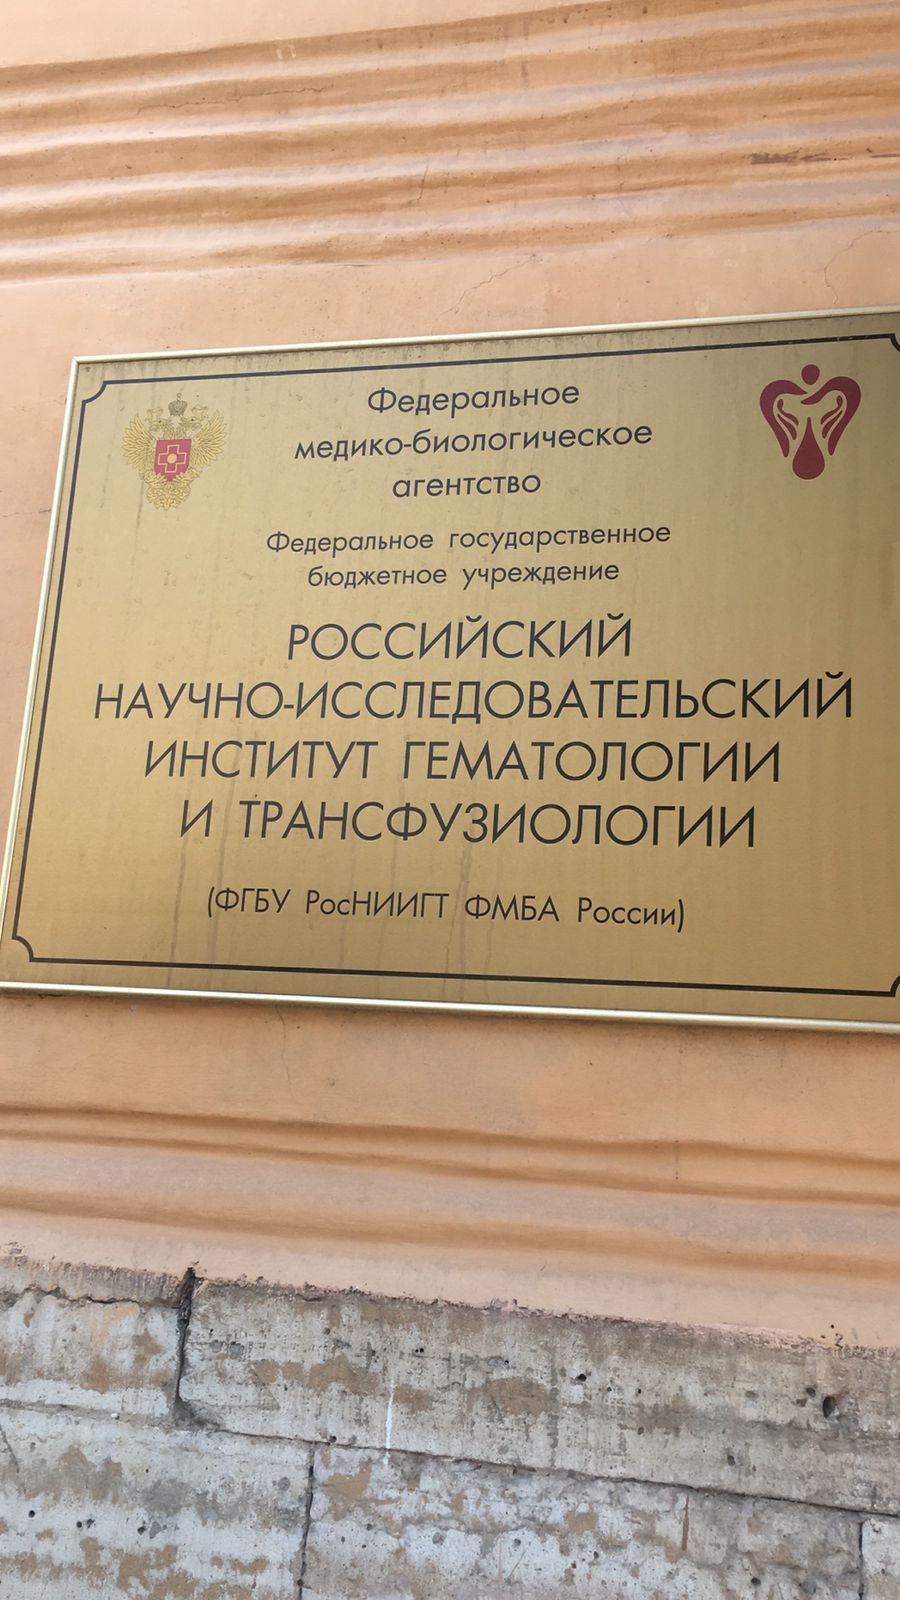 Федеральное
медико-биологическое
агентство
Федеральное государственное
бюджетное учреждение
РОССИЙСКИЙ
НАУЧНО-ИССЛЕДОВАТЕЛЬСКИЙ
ИНСТИТУТ ГЕМАТОЛОГИИ
И ТРАНСФУЗИОЛОГИИ
(ФГБУ РосНИИГТ ФМБА России)